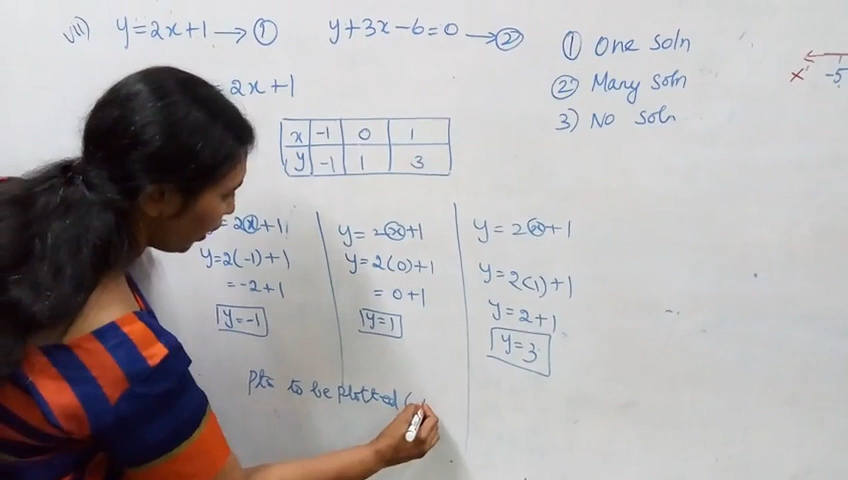 vii) y=2x+1 → ① y+3x-6=0 → ②
① One soln
② Many soln
3) No soln
= 2x+1
x -1 0 1
y -1 1 3
= 2x+1
y=2(-1)+1
= -2+1
y=-1
y=2x+1
y=2(0)+1
= 0+1
y=1
y=2x+1
y=2(1)+1
y=2+1
y=3
Pts to be plotted (-1
x' -5